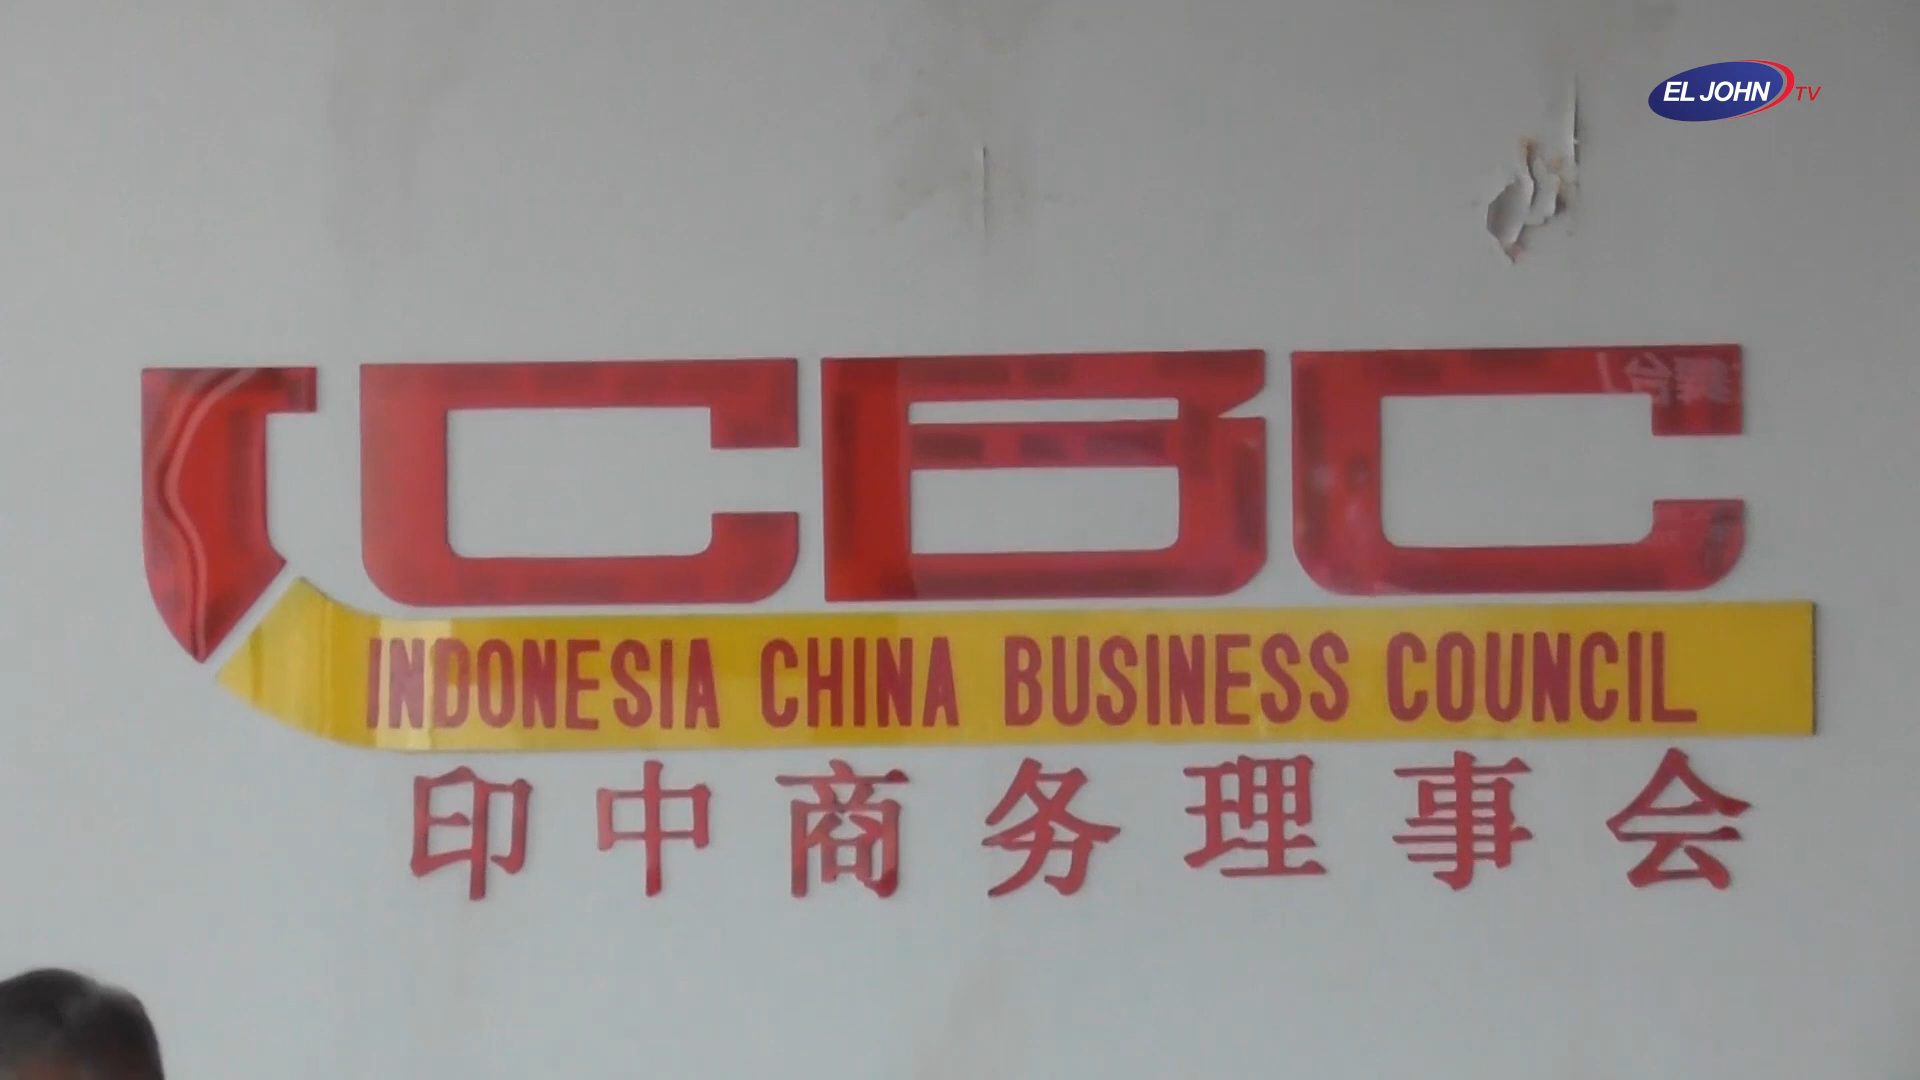 EL JOHN TV
ICBC
INDONESIA CHINA BUSINESS COUNCIL
印中商务理事会